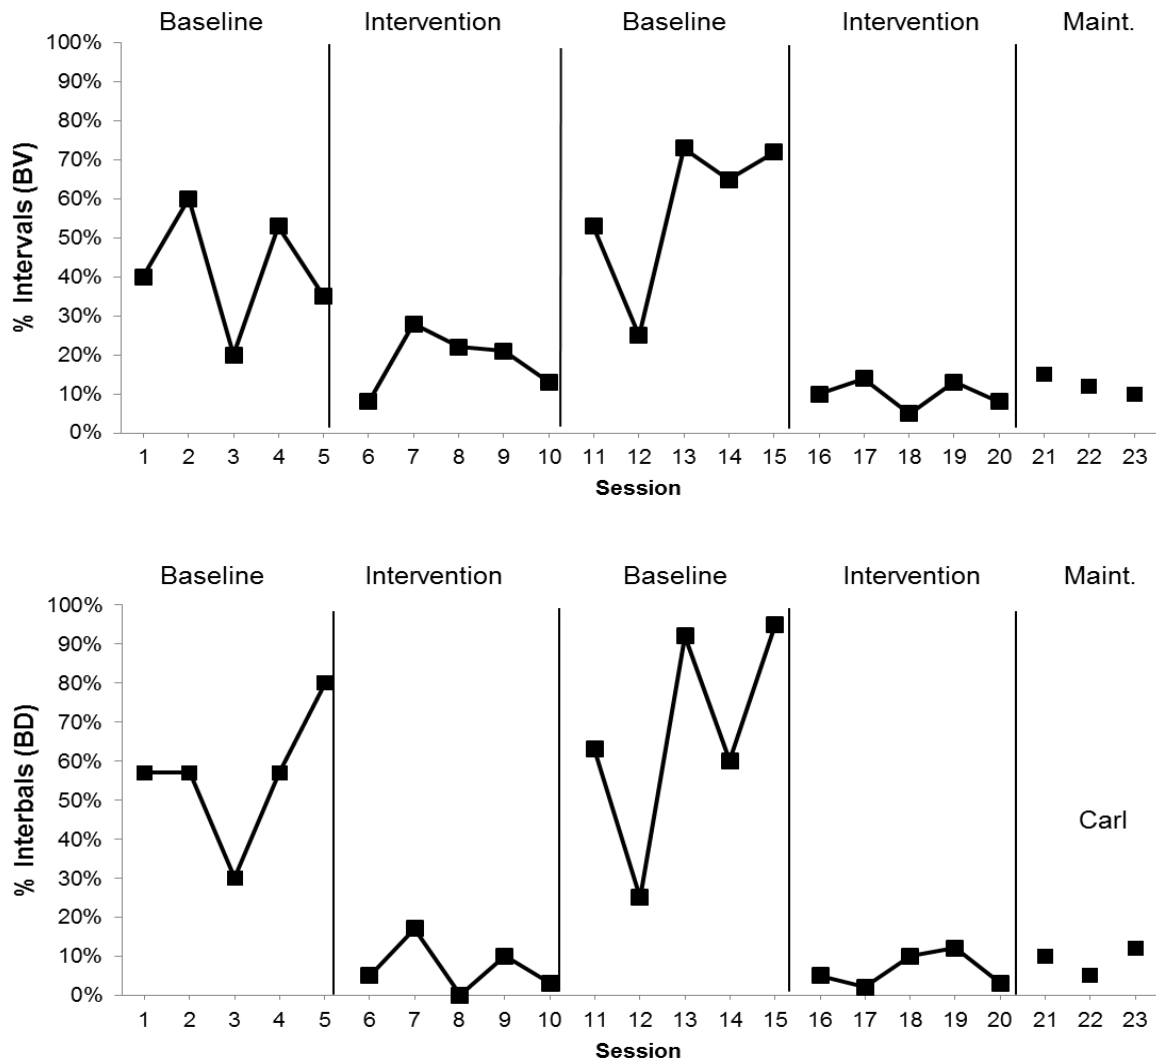 Baseline Intervention Baseline Intervention Maint.
100%
90%
80%
70%
60%
50%
40%
30%
20%
10%
0%
% Intervals (BV)
1 2 3 4 5 6 7 8 9 10 11 12 13 14 15 16 17 18 19 20 21 22 23
Session
Baseline Intervention Baseline Intervention Maint.
100%
90%
80%
70%
60%
50%
40%
30%
20%
10%
0%
% Interbals (BD)
Carl
1 2 3 4 5 6 7 8 9 10 11 12 13 14 15 16 17 18 19 20 21 22 23
Session